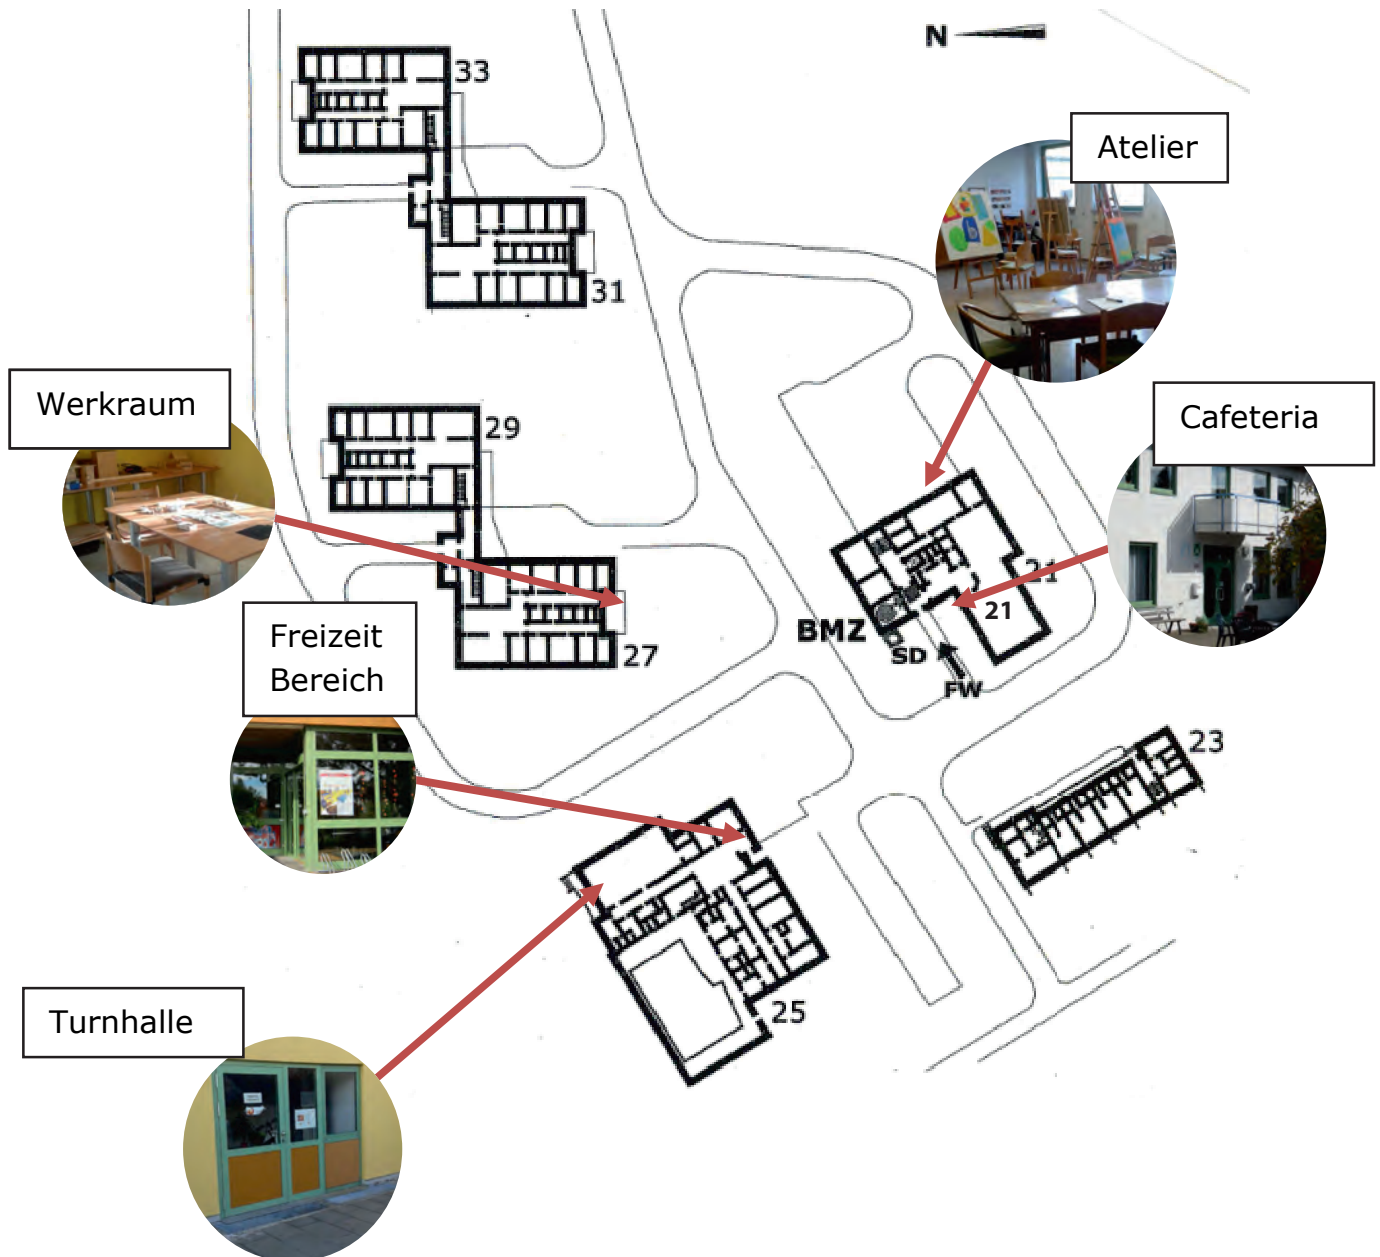 N
33
Atelier
31
Werkraum
Cafeteria
29
21
21
BMZ
Freizeit
Bereich
SD
27
FW
23
25
Turnhalle